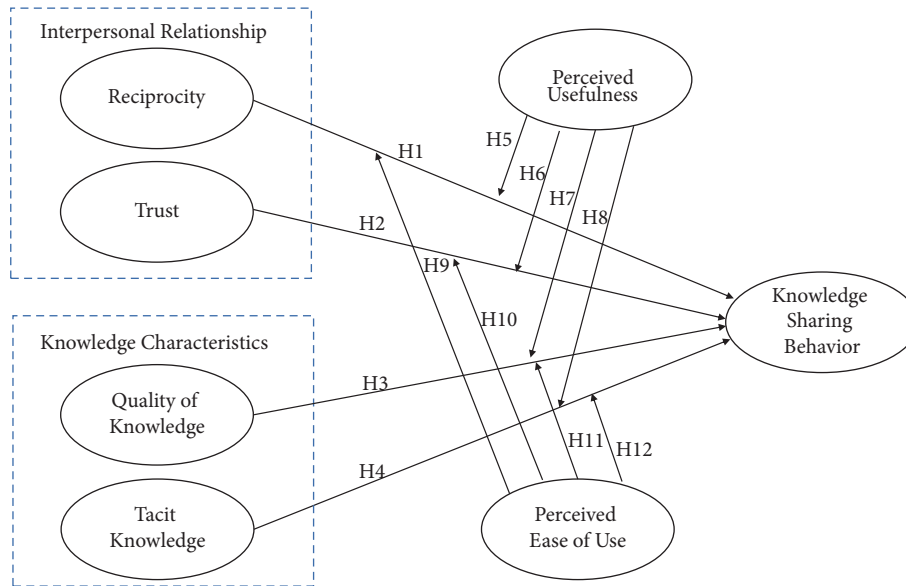 Interpersonal Relationship
Reciprocity
Trust
Perceived
Usefulness
H1
H2
H5
H6
H7
H8
H9
H10
Knowledge
Sharing
Behavior
Knowledge Characteristics
Quality of
Knowledge
Tacit
Knowledge
H3
H4
H11
H12
Perceived
Ease of Use